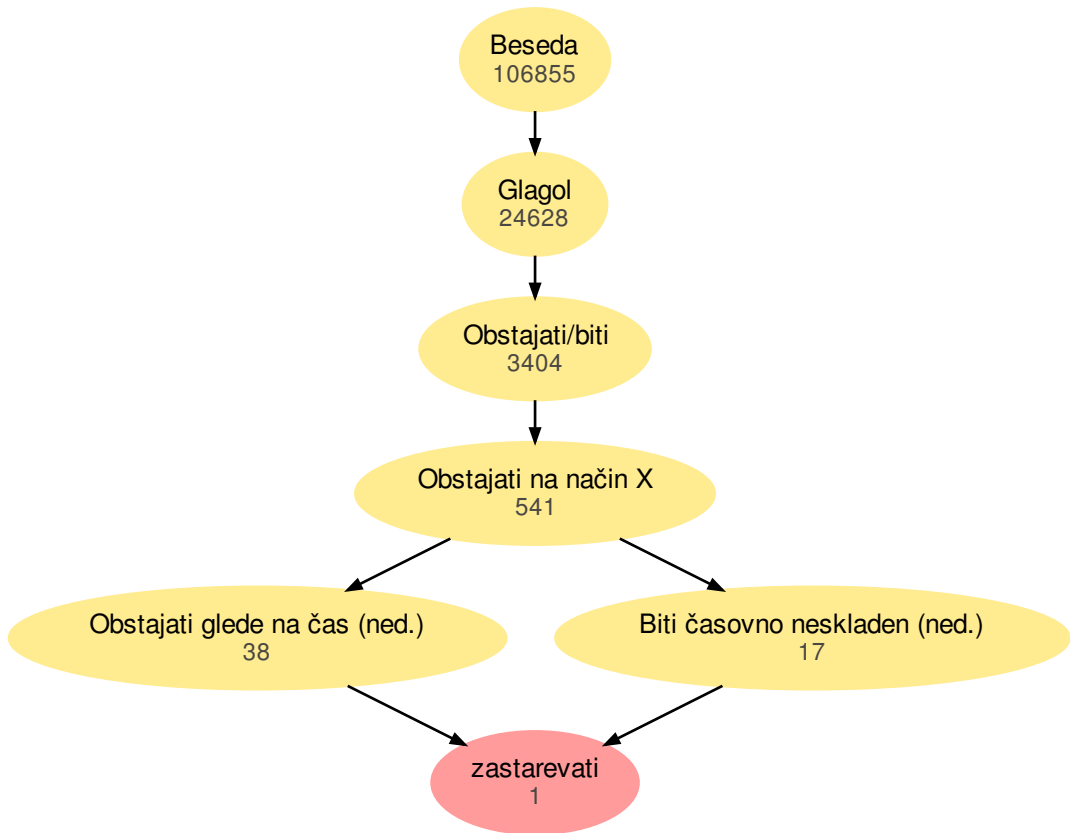 Beseda
106855
Glagol
24628
Obstajati/biti
3404
Obstajati na način X
541
Obstajati glede na čas (ned.)
38
Biti časovno neskladen (ned.)
17
zastarevati
1